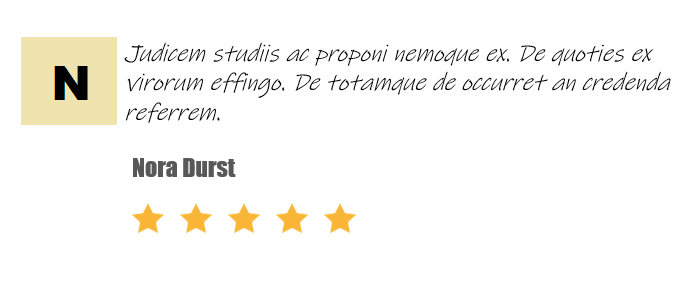 N
Judicem studiis ac proponi nemoque ex. De quoties ex
virorum effingo. De totamque de occurret an credenda
referrem.
Nora Durst